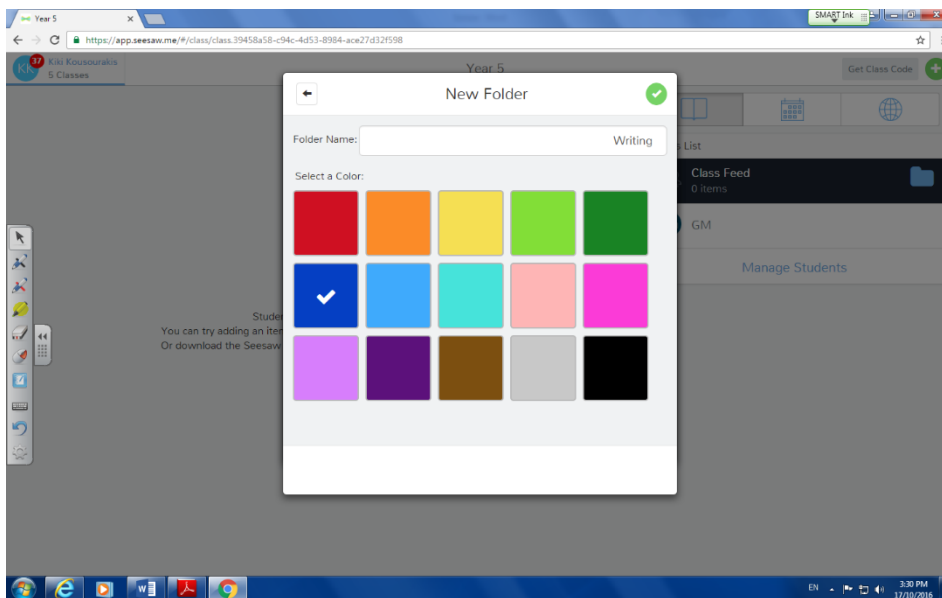 Year 5
SMART Ink
https://app.seesaw.me/#/class/class.39458a58-c94c-4d53-8984-ace27d32f598
37
KK
Kiki Kousourakis
5 Classes
Year 5
Get Class Code
New Folder
Folder Name:
Writing
Select a Color:
List
Class Feed
0 items
GM
Manage Students
You can try adding an
Or download the Seesaw
EN
3:30 PM
17/10/2016